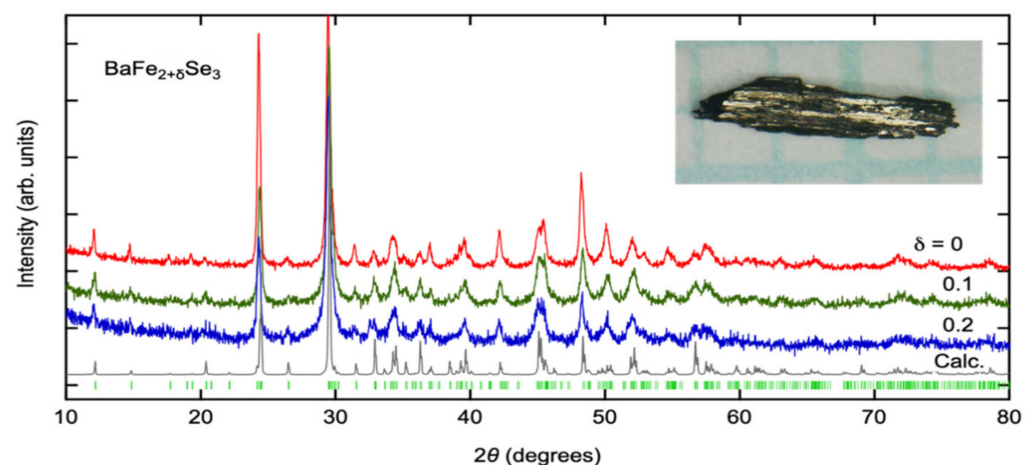 BaFe₂₊δSe₃
Intensity (arb. units)
δ = 0
0.1
0.2
Calc.
10 20 30 40 50 60 70 80
2θ (degrees)